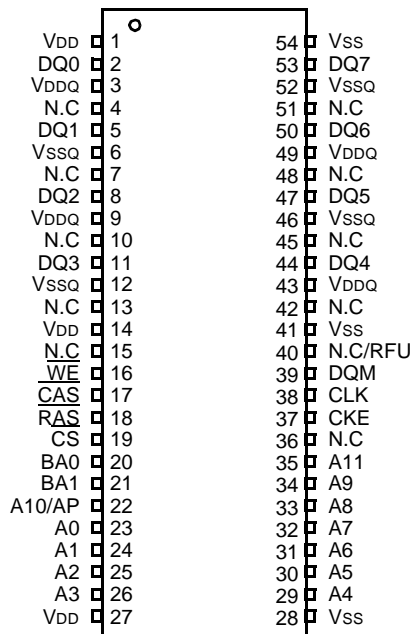 VDD 1 54 VSS
DQ0 2 53 DQ7
VDDQ 3 52 VSSQ
N.C 4 51 N.C
DQ1 5 50 DQ6
VSSQ 6 49 VDDQ
N.C 7 48 N.C
DQ2 8 47 DQ5
VDDQ 9 46 VSSQ
N.C 10 45 N.C
DQ3 11 44 DQ4
VSSQ 12 43 VDDQ
N.C 13 42 N.C
VDD 14 41 VSS
N.C 15 40 N.C/RFU
WE 16 39 DQM
CAS 17 38 CLK
RAS 18 37 CKE
CS 19 36 N.C
BA0 20 35 A11
BA1 21 34 A9
A10/AP 22 33 A8
A0 23 32 A7
A1 24 31 A6
A2 25 30 A5
A3 26 29 A4
VDD 27 28 VSS